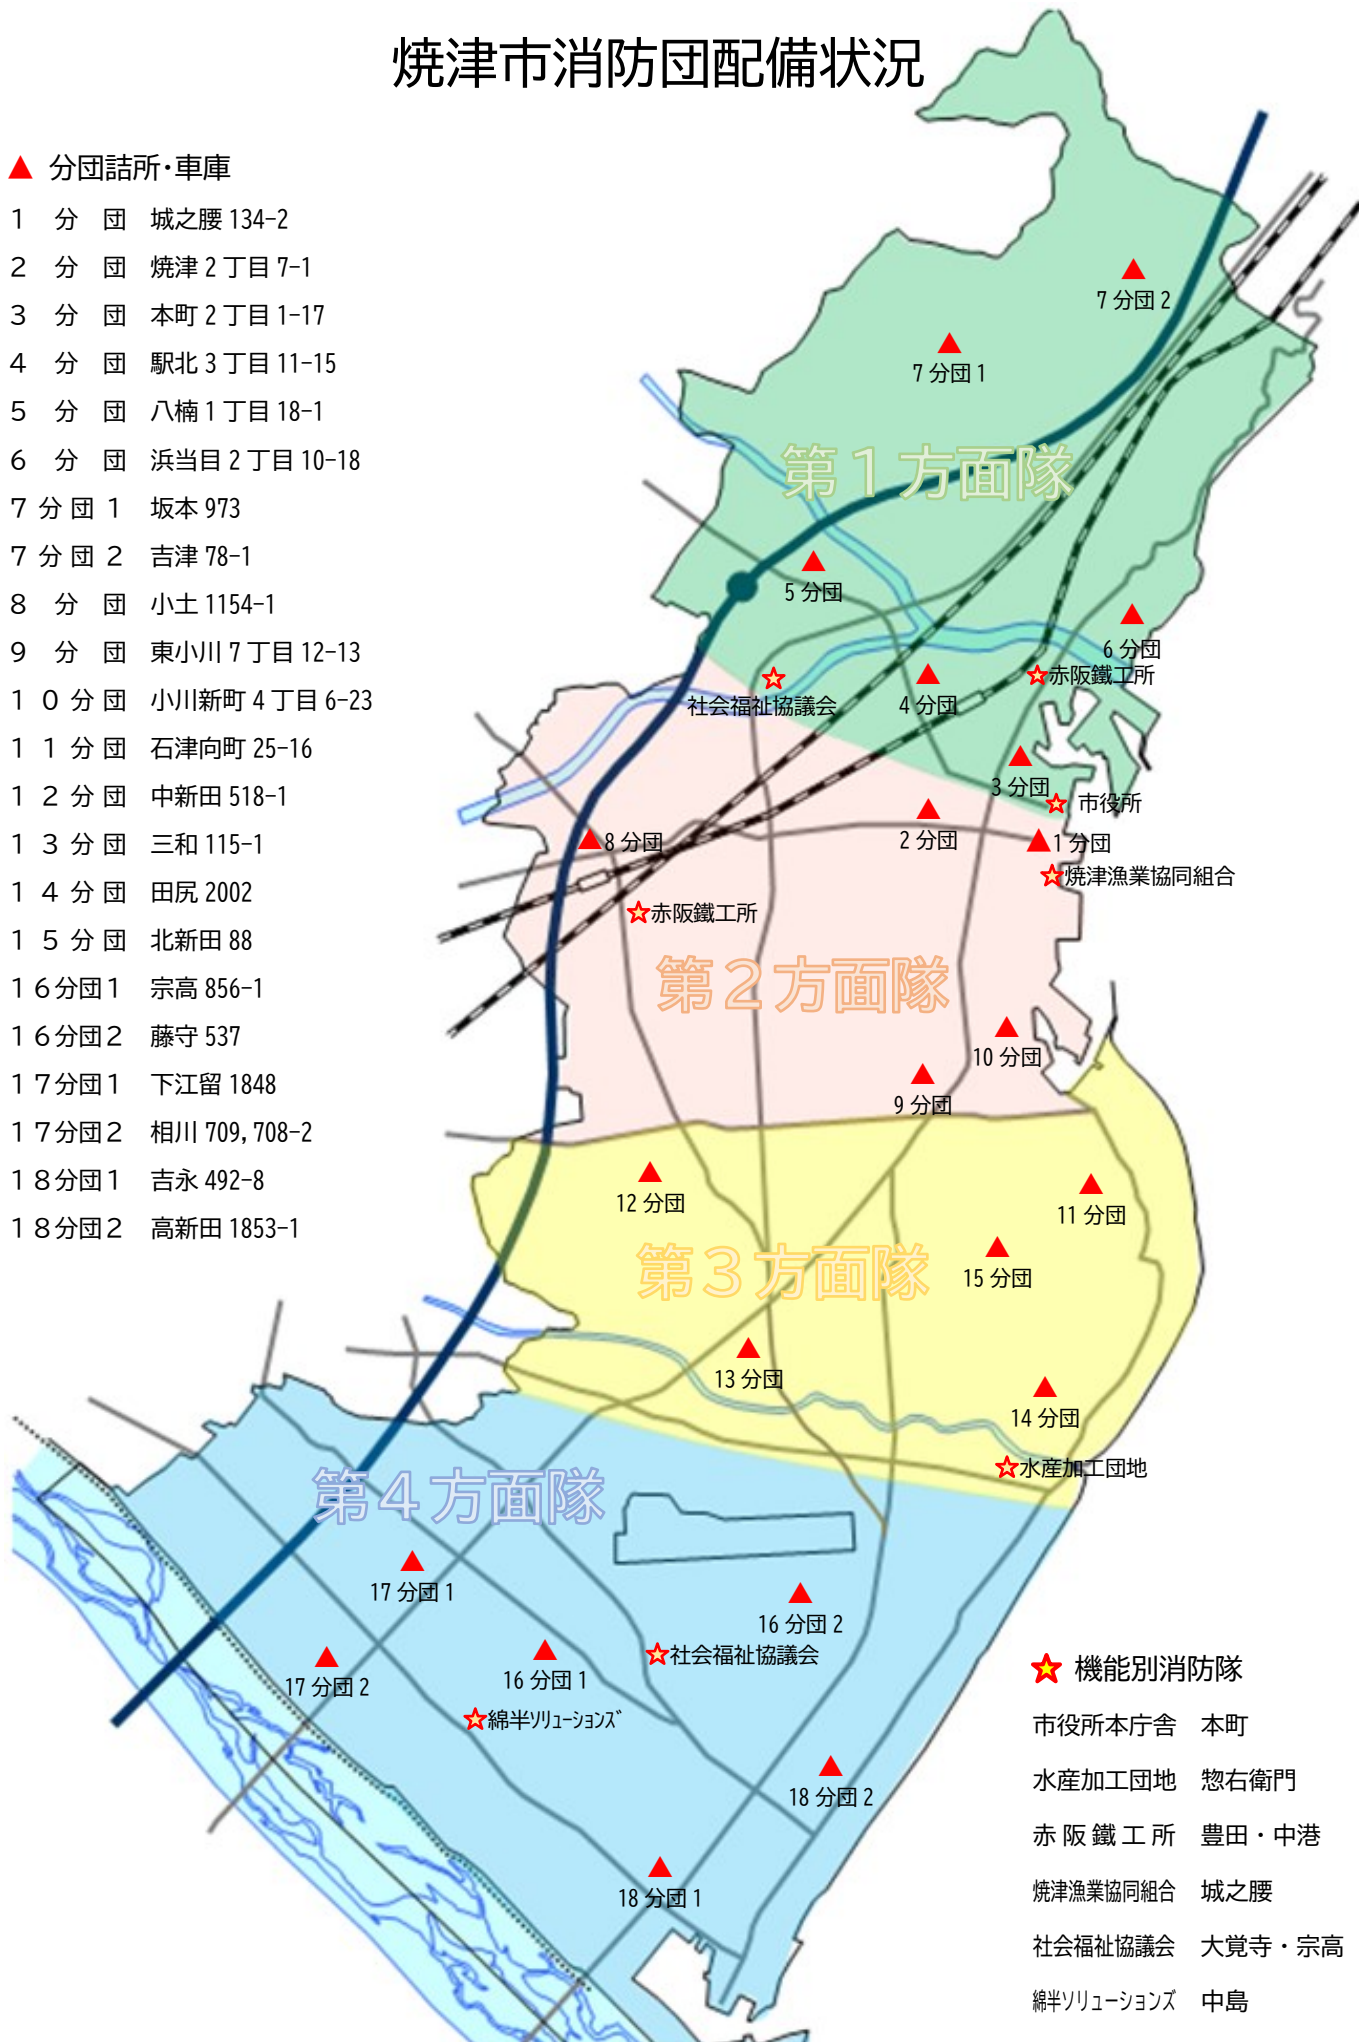 焼津市消防団配備状況
▲ 分団詰所・車庫
１ 分 団 城之腰 134-2
２ 分 団 焼津 2 丁目 7-1
３ 分 団 本町 2 丁目 1-17
４ 分 団 駅北 3 丁目 11-15
５ 分 団 八楠 1 丁目 18-1
６ 分 団 浜当目 2 丁目 10-18
７ 分 団 １ 坂本 973
７ 分 団 ２ 吉津 78-1
８ 分 団 小土 1154-1
９ 分 団 東小川 7 丁目 12-13
１ ０ 分 団 小川新町 4 丁目 6-23
１ １ 分 団 石津向町 25-16
１ ２ 分 団 中新田 518-1
１ ３ 分 団 三和 115-1
１ ４ 分 団 田尻 2002
１ ５ 分 団 北新田 88
１６分団１ 宗高 856-1
１６分団２ 藤守 537
１７分団１ 下江留 1848
１７分団２ 相川 709,708-2
１８分団１ 吉永 492-8
１８分団２ 高新田 1853-1
7 分団 2
7 分団 1
第１方面隊
5 分団
6 分団
赤阪鐵工所
社会福祉協議会
4 分団
3 分団
市役所
2 分団
1 分団
8 分団
焼津漁業協同組合
赤阪鐵工所
第２方面隊
10 分団
9 分団
12 分団
11 分団
第３方面隊
15 分団
13 分団
14 分団
水産加工団地
第４方面隊
17 分団 1
16 分団 2
社会福祉協議会
16 分団 1
17 分団 2
綿半ｿﾘｭｰｼｮﾝｽﾞ
18 分団 2
18 分団 1
機能別消防隊
市役所本庁舎 本町
水産加工団地 惣右衛門
赤 阪 鐵 工 所 豊田・中港
焼津漁業協同組合 城之腰
社会福祉協議会 大覚寺・宗高
綿半ソリューションズ 中島